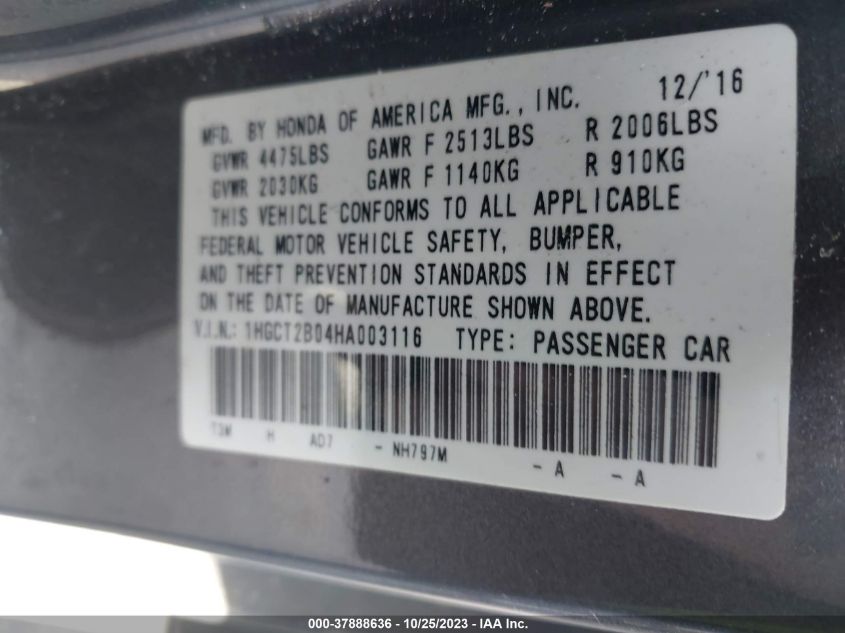 12/'16
MFD. BY HONDA OF AMERICA MFG., INC.
GVWR 4475LBS GAWR F 2513LBS R 2006LBS
GVWR 2030KG GAWR F 1140KG R 910KG
THIS VEHICLE CONFORMS TO ALL APPLICABLE
FEDERAL MOTOR VEHICLE SAFETY, BUMPER,
AND THEFT PREVENTION STANDARDS IN EFFECT
ON THE DATE OF MANUFACTURE SHOWN ABOVE.
V.I.N.: 1HGCT2B04HA003116 TYPE: PASSENGER CAR
T3M H AD7 - NH797M - A - A
000-37888636 - 10/25/2023 - IAA Inc.